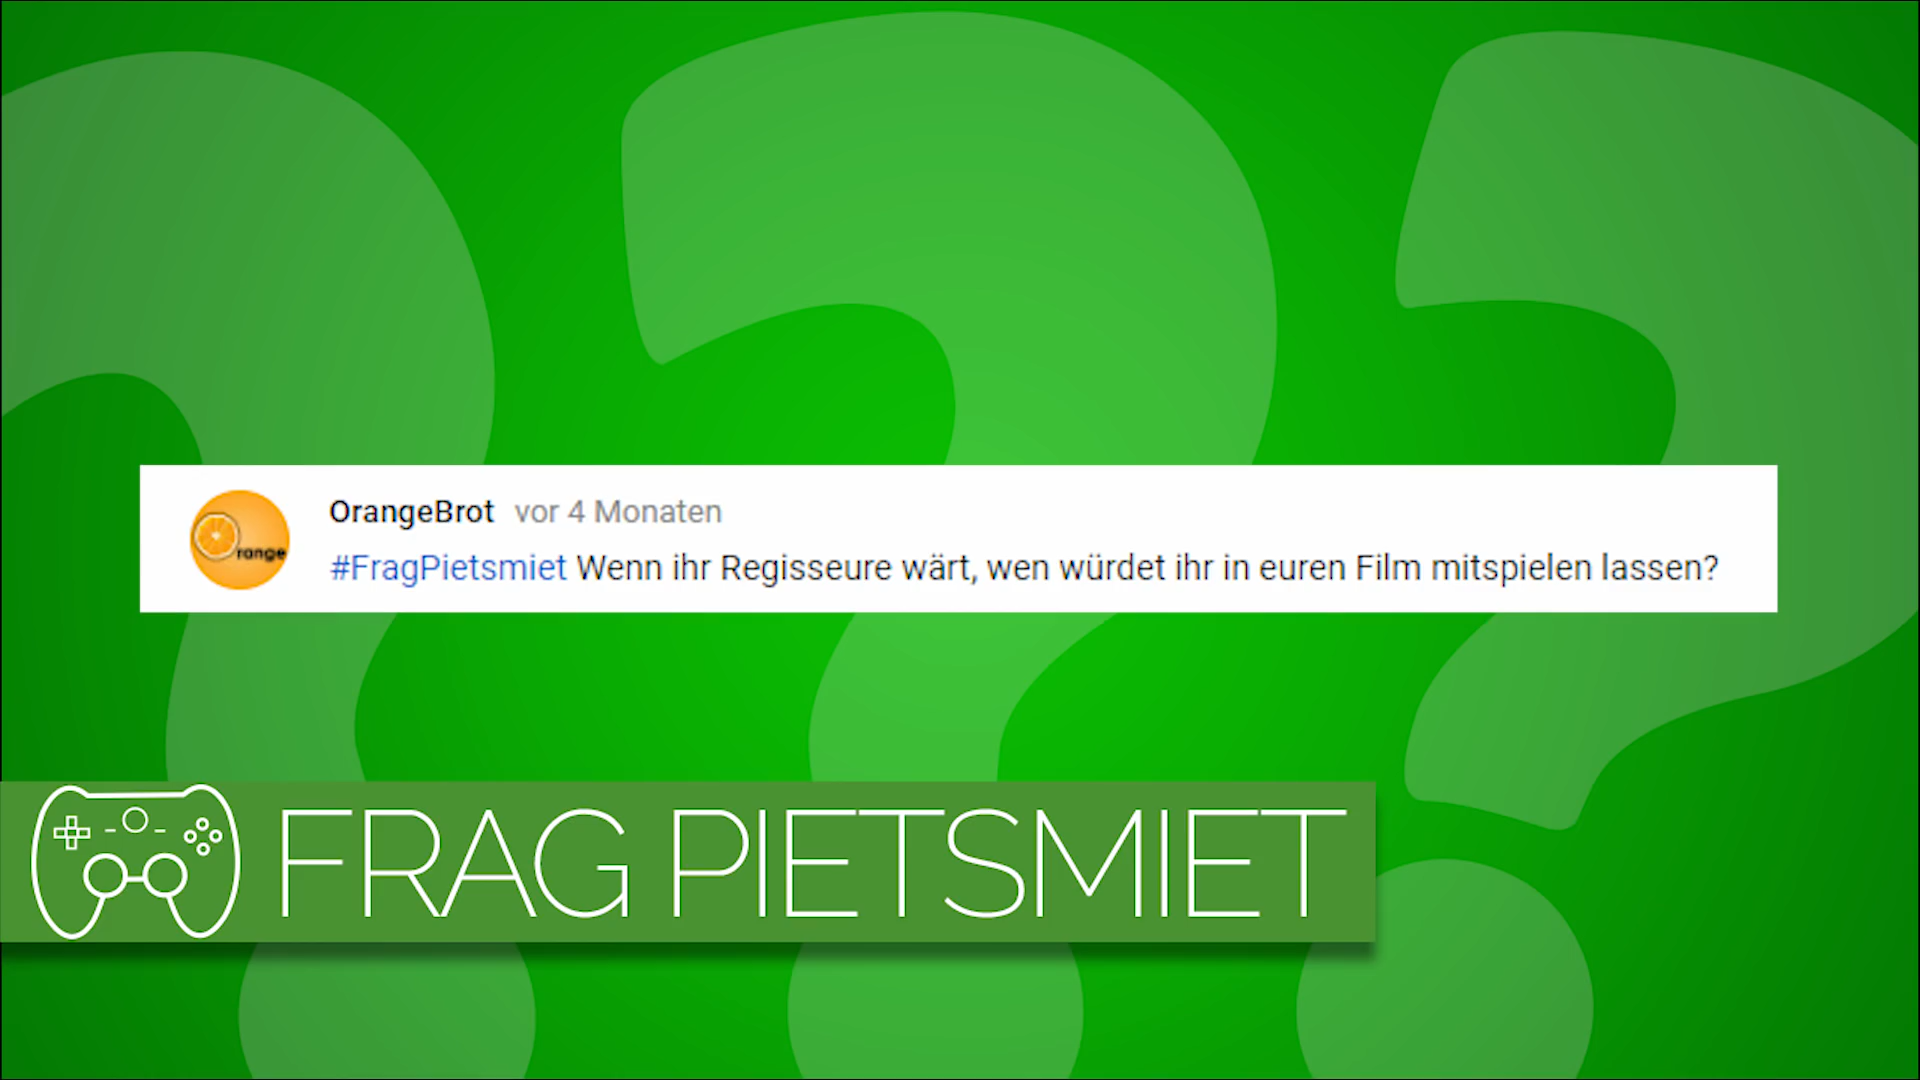 OrangeBrot vor 4 Monaten
range
#FragPietsmiet Wenn ihr Regisseure wärt, wen würdet ihr in euren Film mitspielen lassen?
FRAG PIETSMIET